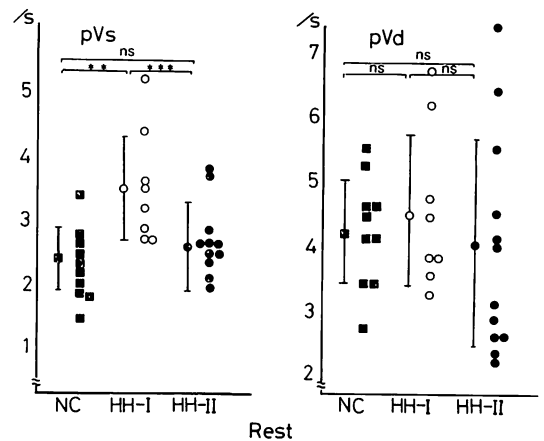 /s
pVs
ns
**
***
5
4
3
2
1
NC HH-I HH-II
/s
pVd
ns
ns ns
7
6
5
4
3
2
NC HH-I HH-II
Rest